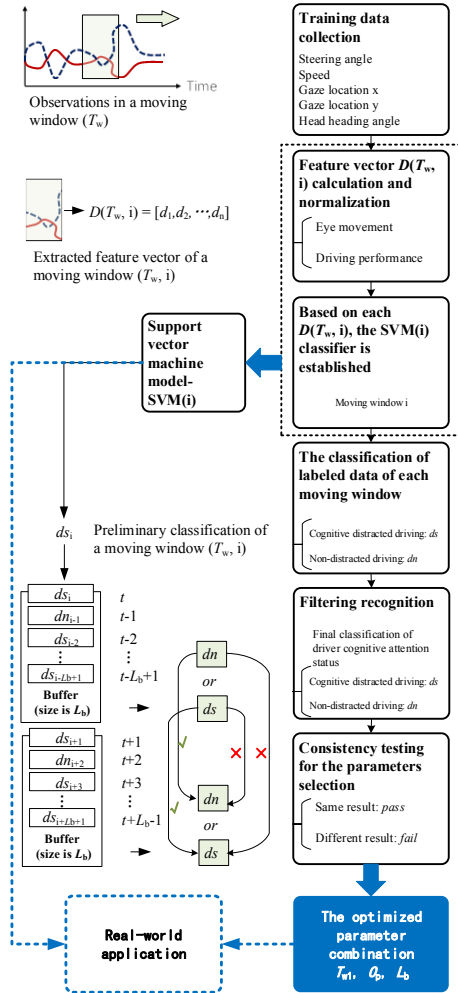 Time
Observations in a moving
window (Tw)
D(Tw, i) = [d1,d2, ⋯,dn]
Extracted feature vector of
a moving window (Tw, i)
Training data
collection
Steering angle
Speed
Gaze location x
Gaze location y
Head heading angle
Feature vector D(Tw,
i) calculation and
normalization
Eye movement
Driving performance
Based on each
D(Tw, i), the SVM(i)
classifier is
established
Moving window i
Support
vector
machine
model-
SVM(i)
The classification of
labeled data of each
moving window
Cognitive distracted driving: ds
Non-distracted driving: dn
dsi
Preliminary classification of
a moving window (Tw, i)
dsi
t
dni-1
t-1
dsi-2
t-2
⋮
⋮
dsi-Lb+1
t-Lb+1
Buffer
(size is Lb)
dsi+1
t+1
dni+2
t+2
dsi+3
t+3
⋮
⋮
dsi+Lb+1
t+Lb-1
Buffer
(size is Lb)
dn
or
ds
dn
or
ds
Filtering recognition
Final classification of
driver cognitive attention
status
Cognitive distracted driving: ds
Non-distracted driving: dn
Consistency testing
for the parameters
selection
Same result: pass
Different result: fail
Real-world
application
The optimized
parameter
combination
Tw1, Op, Lb